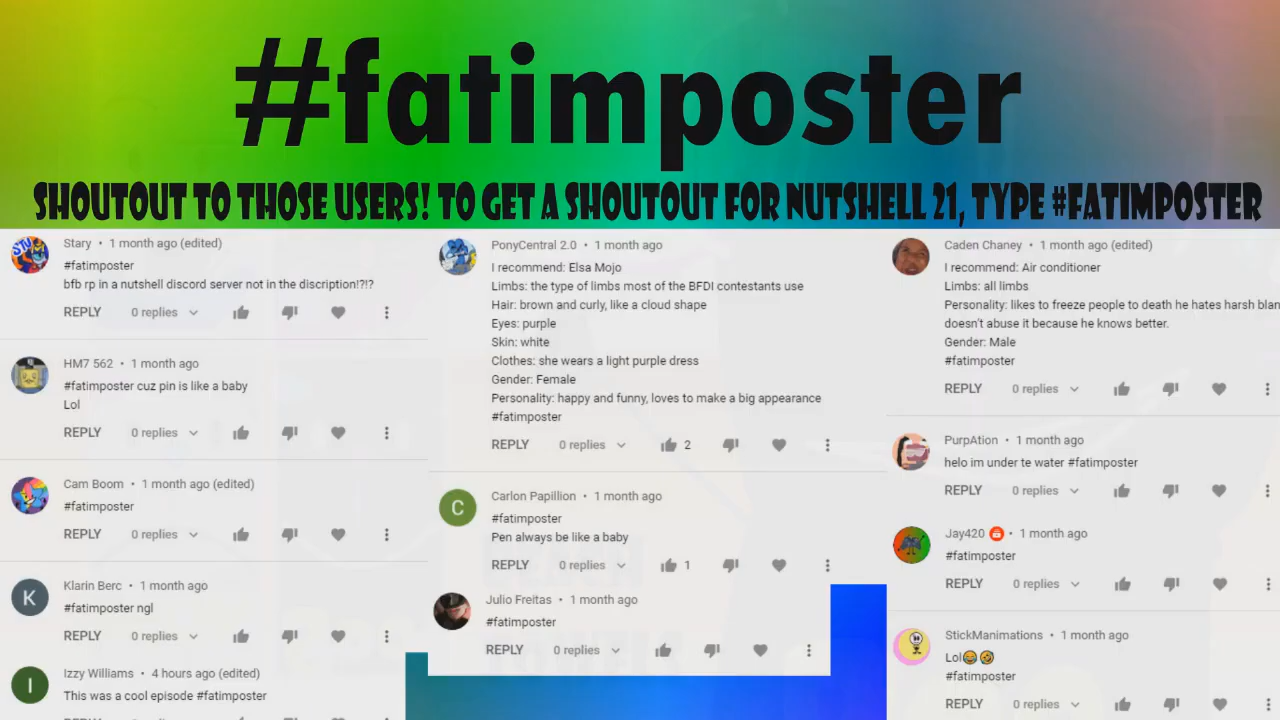 #fatimposter
SHOUTOUT TO THOSE USERS! TO GET A SHOUTOUT FOR NUTSHELL 21, TYPE #FATIMPOSTER
Stary • 1 month ago (edited)
#fatimposter
bfb rp in a nutshell discord server not in the discription!?!?
REPLY 0 replies
HM7 562 • 1 month ago
#fatimposter cuz pin is like a baby
Lol
REPLY 0 replies
Cam Boom • 1 month ago (edited)
#fatimposter
REPLY 0 replies
K
Klarin Berc • 1 month ago
#fatimposter ngl
REPLY 0 replies
I
Izzy Williams • 4 hours ago (edited)
This was a cool episode #fatimposter
PonyCentral 2.0 • 1 month ago
I recommend: Elsa Mojo
Limbs: the type of limbs most of the BFDI contestants use
Hair: brown and curly, like a cloud shape
Eyes: purple
Skin: white
Clothes: she wears a light purple dress
Gender: Female
Personality: happy and funny, loves to make a big appearance
#fatimposter
REPLY 0 replies 2
C
Carlon Papillion • 1 month ago
#fatimposter
Pen always be like a baby
REPLY 0 replies 1
Julio Freitas • 1 month ago
#fatimposter
REPLY 0 replies
Caden Chaney • 1 month ago (edited)
I recommend: Air conditioner
Limbs: all limbs
Personality: likes to freeze people to death he hates harsh blan
doesn't abuse it because he knows better.
Gender: Male
#fatimposter
REPLY 0 replies
PurpAtion • 1 month ago
helo im under te water #fatimposter
REPLY 0 replies
Jay420 • 1 month ago
#fatimposter
REPLY 0 replies
StickManimations • 1 month ago
Lol😂🤣
#fatimposter
REPLY 0 replies